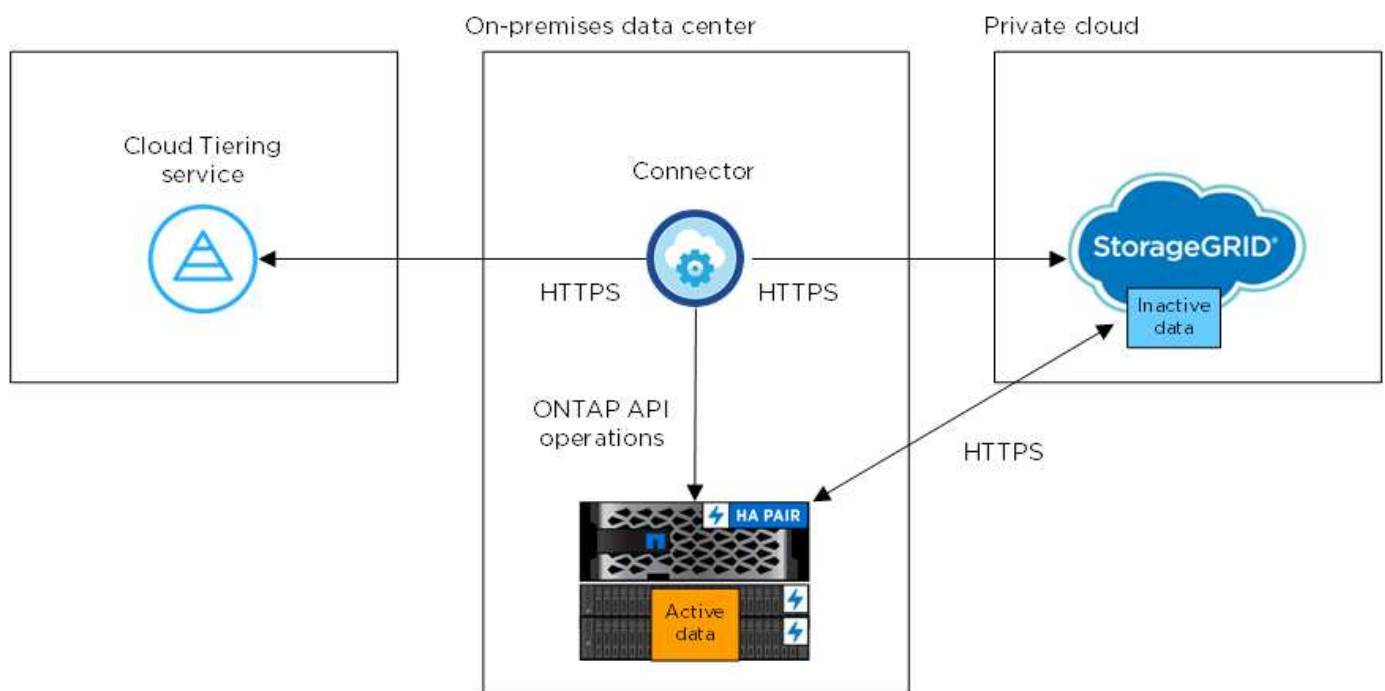 On-premises data center
Private cloud
Cloud Tiering
service
Connector
StorageGRID®
Inactive
data
HTTPS
HTTPS
ONTAP API
operations
HTTPS
HA PAIR
Active
data